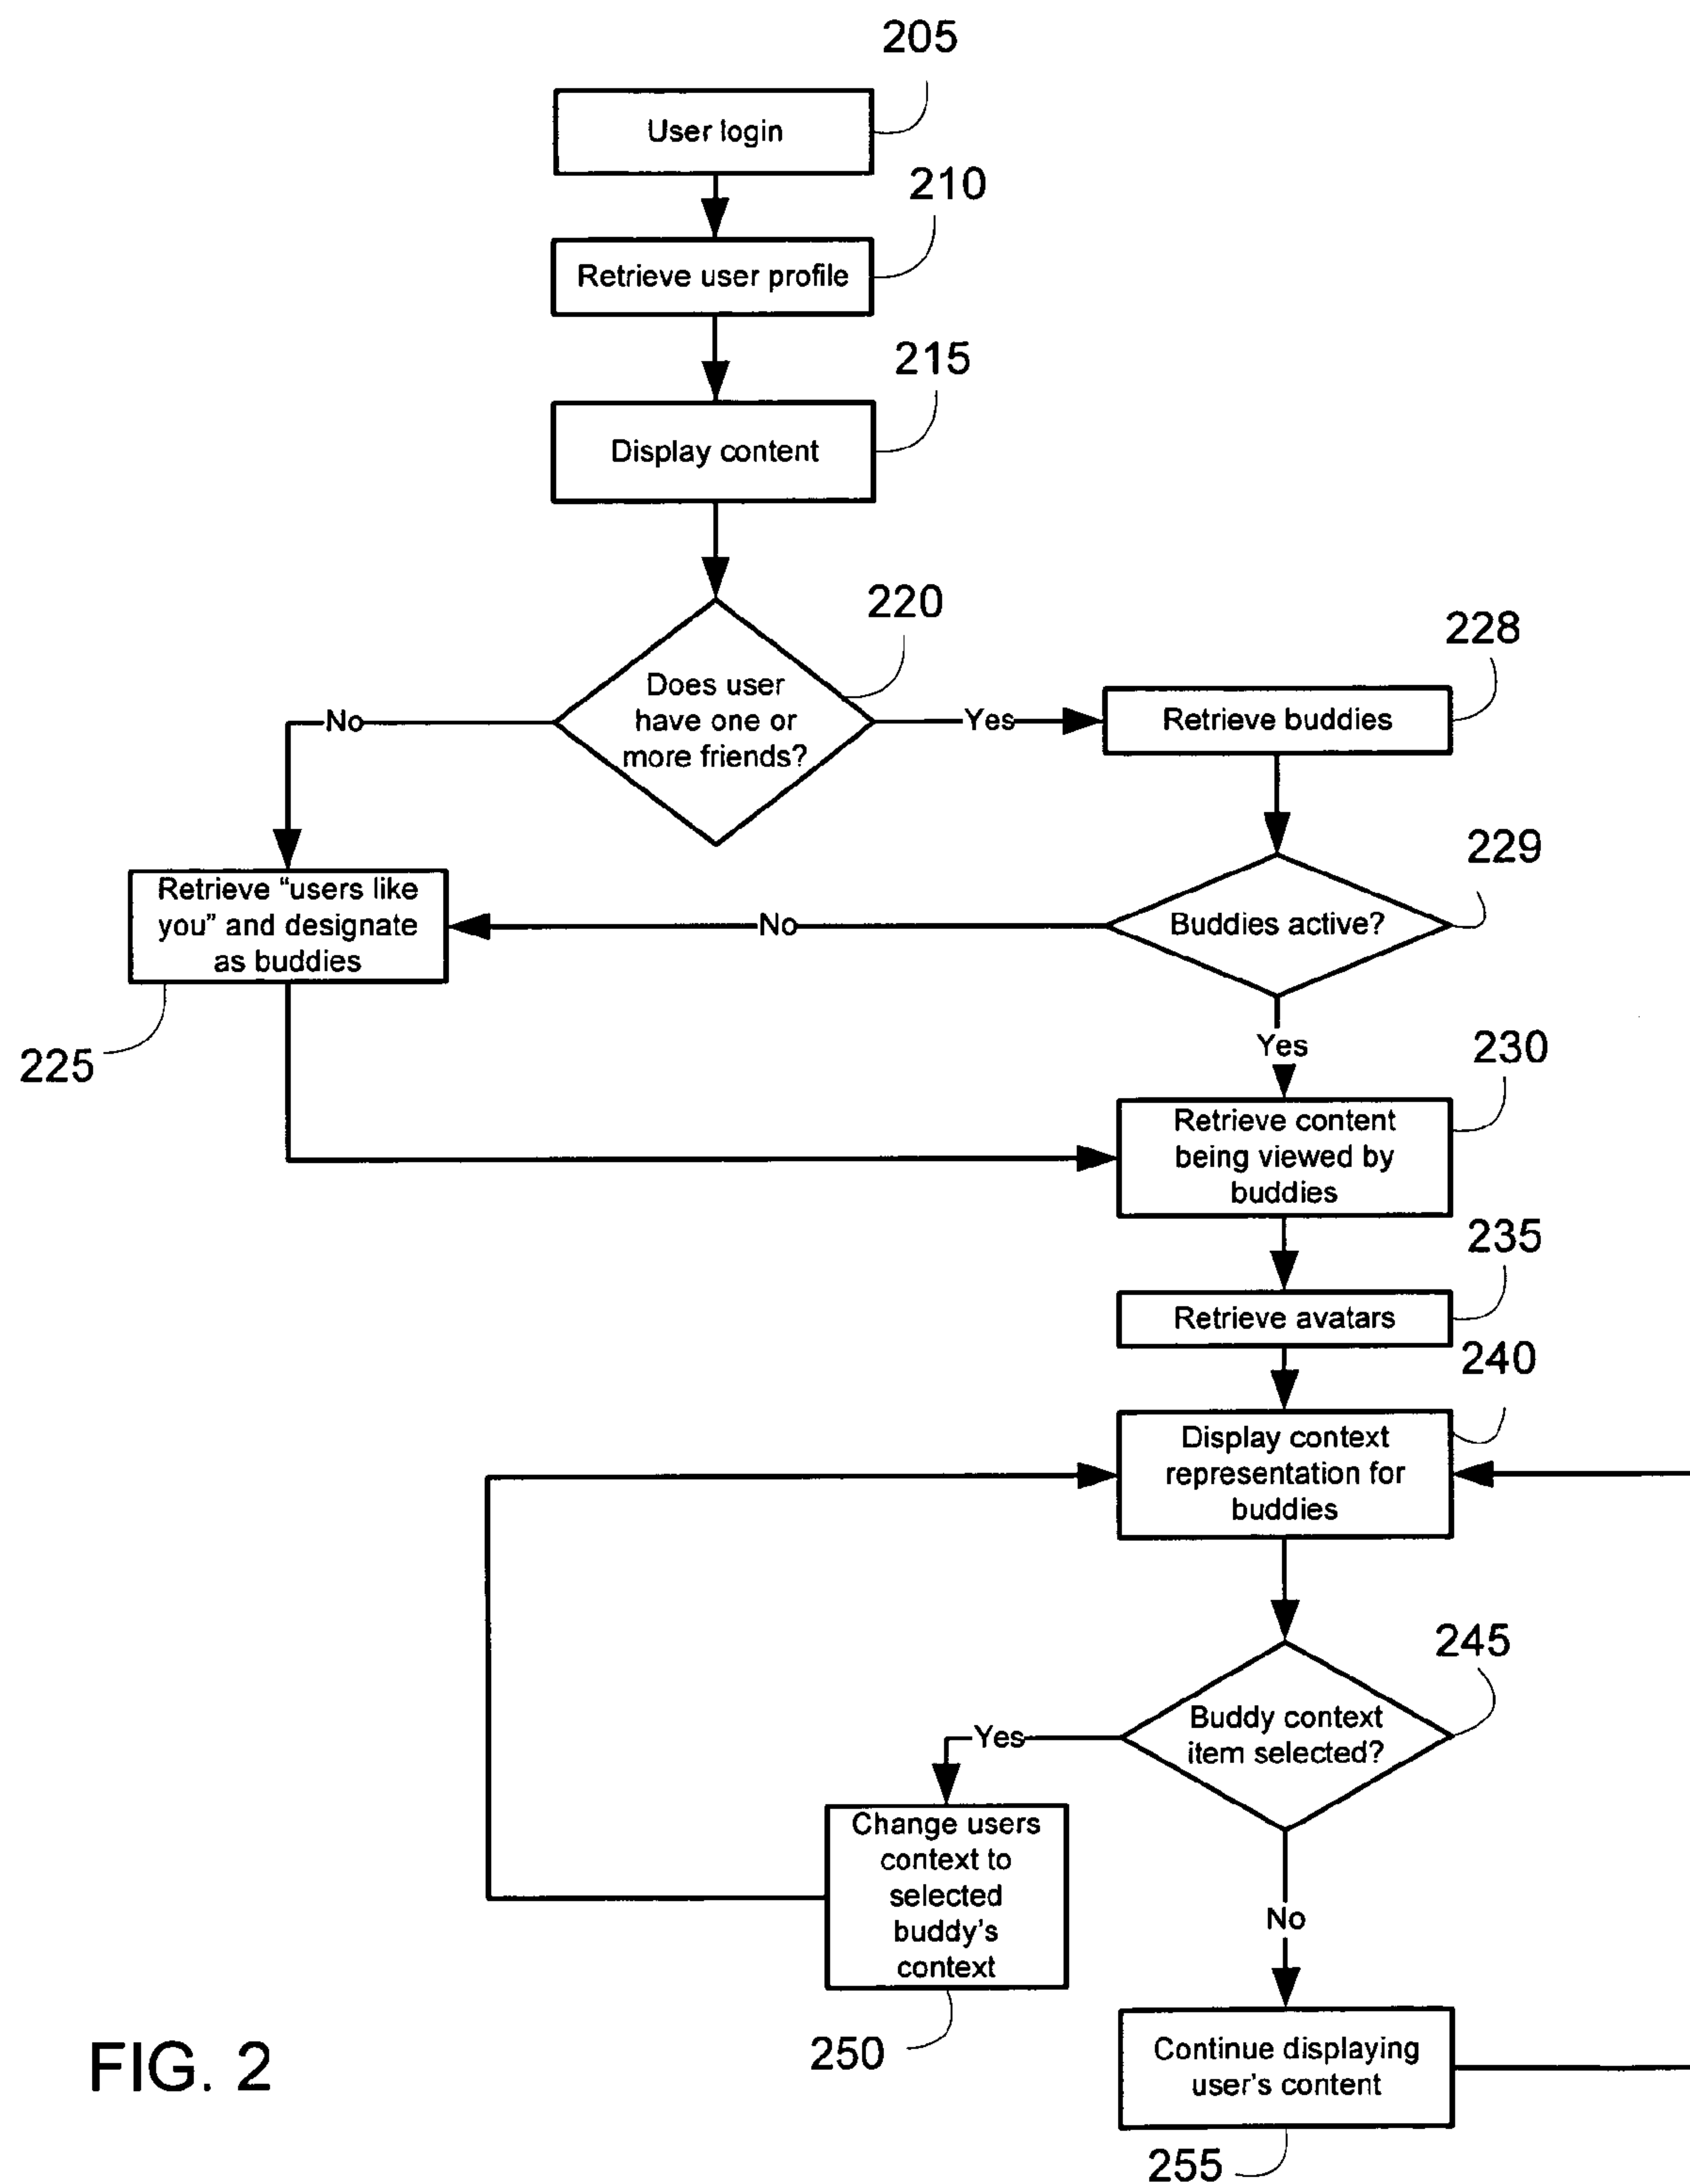 205
User login
210
Retrieve user profile
215
Display content
220
Does user
have one or
more friends?
No
Yes
228
Retrieve buddies
229
Buddies active?
No
Retrieve “users like
you” and designate
as buddies
225
Yes
230
Retrieve content
being viewed by
buddies
235
Retrieve avatars
240
Display context
representation for
buddies
245
Buddy context
item selected?
Yes
Change users
context to
selected
buddy's
context
250
No
Continue displaying
user's content
255
FIG. 2